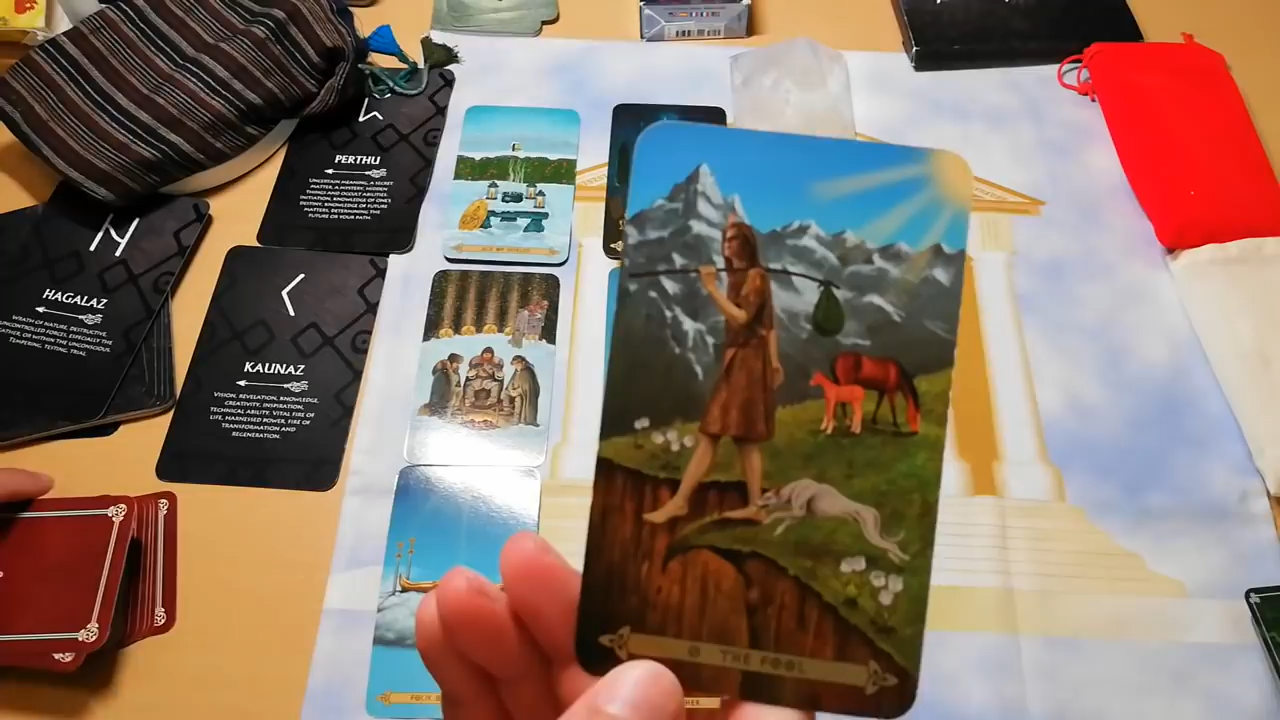 PERTHU
UNCERTAIN MEANING, A SECRET
MATTER, A MYSTERY, HIDDEN
THINGS AND OCCULT ABILITIES.
INITIATION, KNOWLEDGE OF ONE'S
DESTINY, KNOWLEDGE OF FUTURE
MATTERS, DETERMINING THE
FUTURE OR YOUR PATH.
HAGALAZ
WRATH OF NATURE, DESTRUCTIVE,
UNCONTROLLED FORCES, ESPECIALLY THE
OR WITHIN THE UNCONSCIOUS.
TEMPERING, TESTING, TRIAL.
KAUNAZ
VISION, REVELATION, KNOWLEDGE,
CREATIVITY, INSPIRATION,
TECHNICAL ABILITY. VITAL FIRE OF
LIFE, HARNESSED POWER, FIRE OF
TRANSFORMATION AND
REGENERATION.
0 THE FOOL